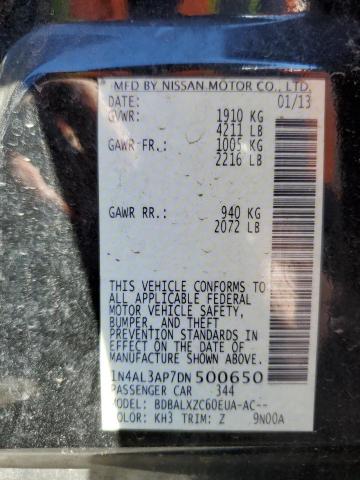 MFD BY NISSAN MOTOR CO., LTD.
DATE: 01/13
GVWR: 1910 KG
4211 LB
GAWR FR.: 1005 KG
2216 LB
GAWR RR.: 940 KG
2072 LB
THIS VEHICLE CONFORMS TO
ALL APPLICABLE FEDERAL
MOTOR VEHICLE SAFETY,
BUMPER, AND THEFT
PREVENTION STANDARDS IN
EFFECT ON THE DATE OF
MANUFACTURE SHOWN ABOVE.
1N4AL3AP7DN500650
PASSENGER CAR 344
MODEL: BDBALXZC60EUA-AC--
COLOR: KH3 TRIM: Z 9N00A